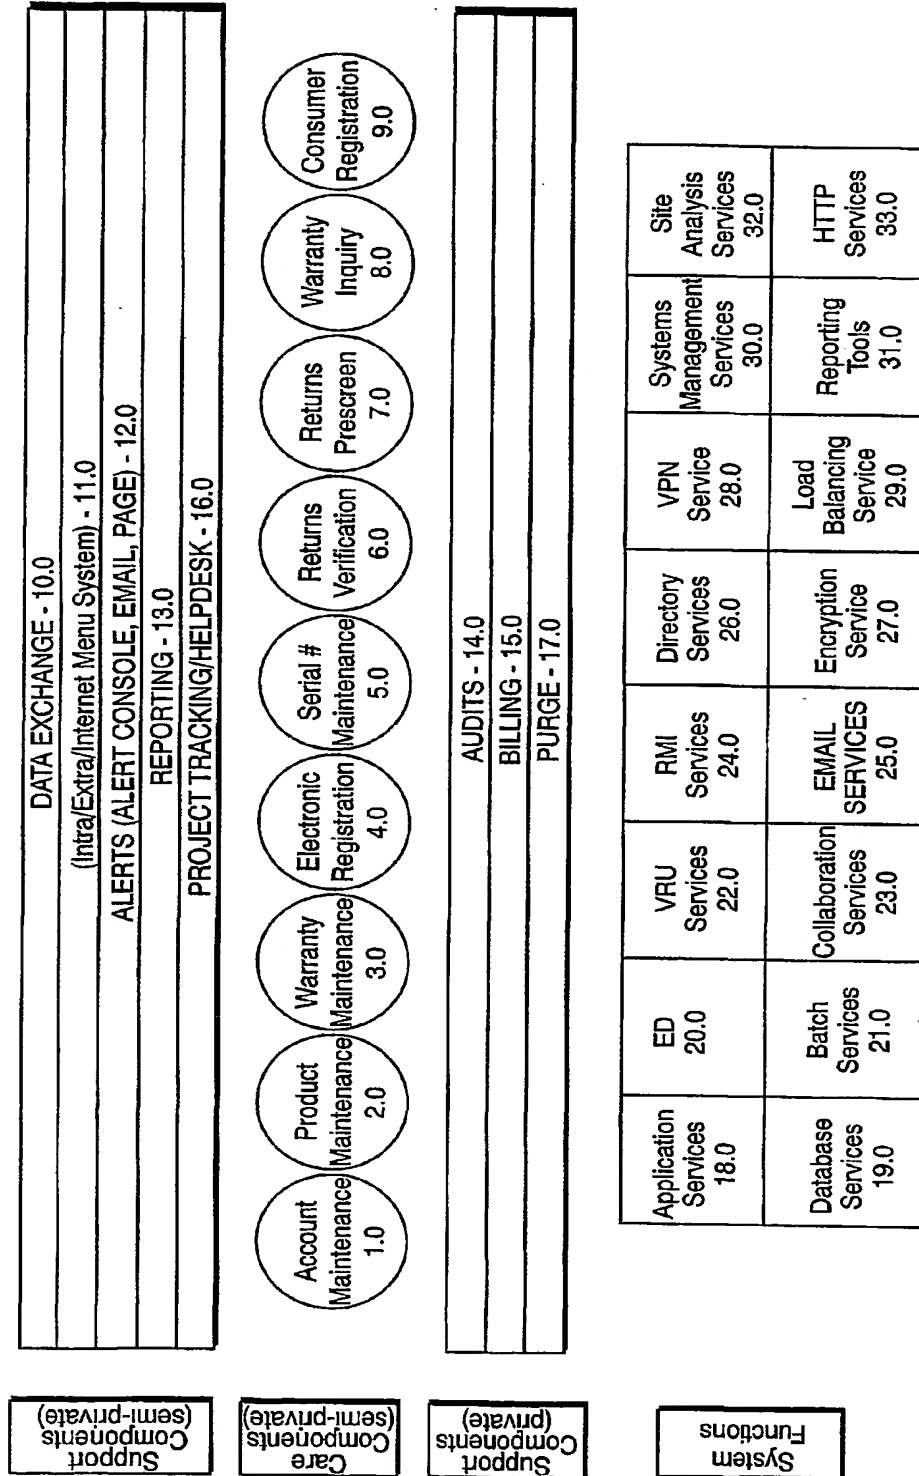 Support
Components
(semi-private)
DATA EXCHANGE - 10.0
(Intra/Extra/Internet Menu System) - 11.0
ALERTS (ALERT CONSOLE, EMAIL, PAGE) - 12.0
REPORTING - 13.0
PROJECT TRACKING/HELPDESK - 16.0
Care
Components
(semi-private)
Account
Maintenance
1.0
Product
Maintenance
2.0
Warranty
Maintenance
3.0
Electronic
Registration
4.0
Serial #
Maintenance
5.0
Returns
Verification
6.0
Returns
Prescreen
7.0
Warranty
Inquiry
8.0
Consumer
Registration
9.0
Support
Components
(private)
AUDITS - 14.0
BILLING - 15.0
PURGE - 17.0
System
Functions
Application
Services
18.0
ED
20.0
VRU
Services
22.0
RMI
Services
24.0
Directory
Services
26.0
VPN
Service
28.0
Systems
Management
Services
30.0
Site
Analysis
Services
32.0
Database
Services
19.0
Batch
Services
21.0
Collaboration
Services
23.0
EMAIL
SERVICES
25.0
Encryption
Service
27.0
Load
Balancing
Service
29.0
Reporting
Tools
31.0
HTTP
Services
33.0